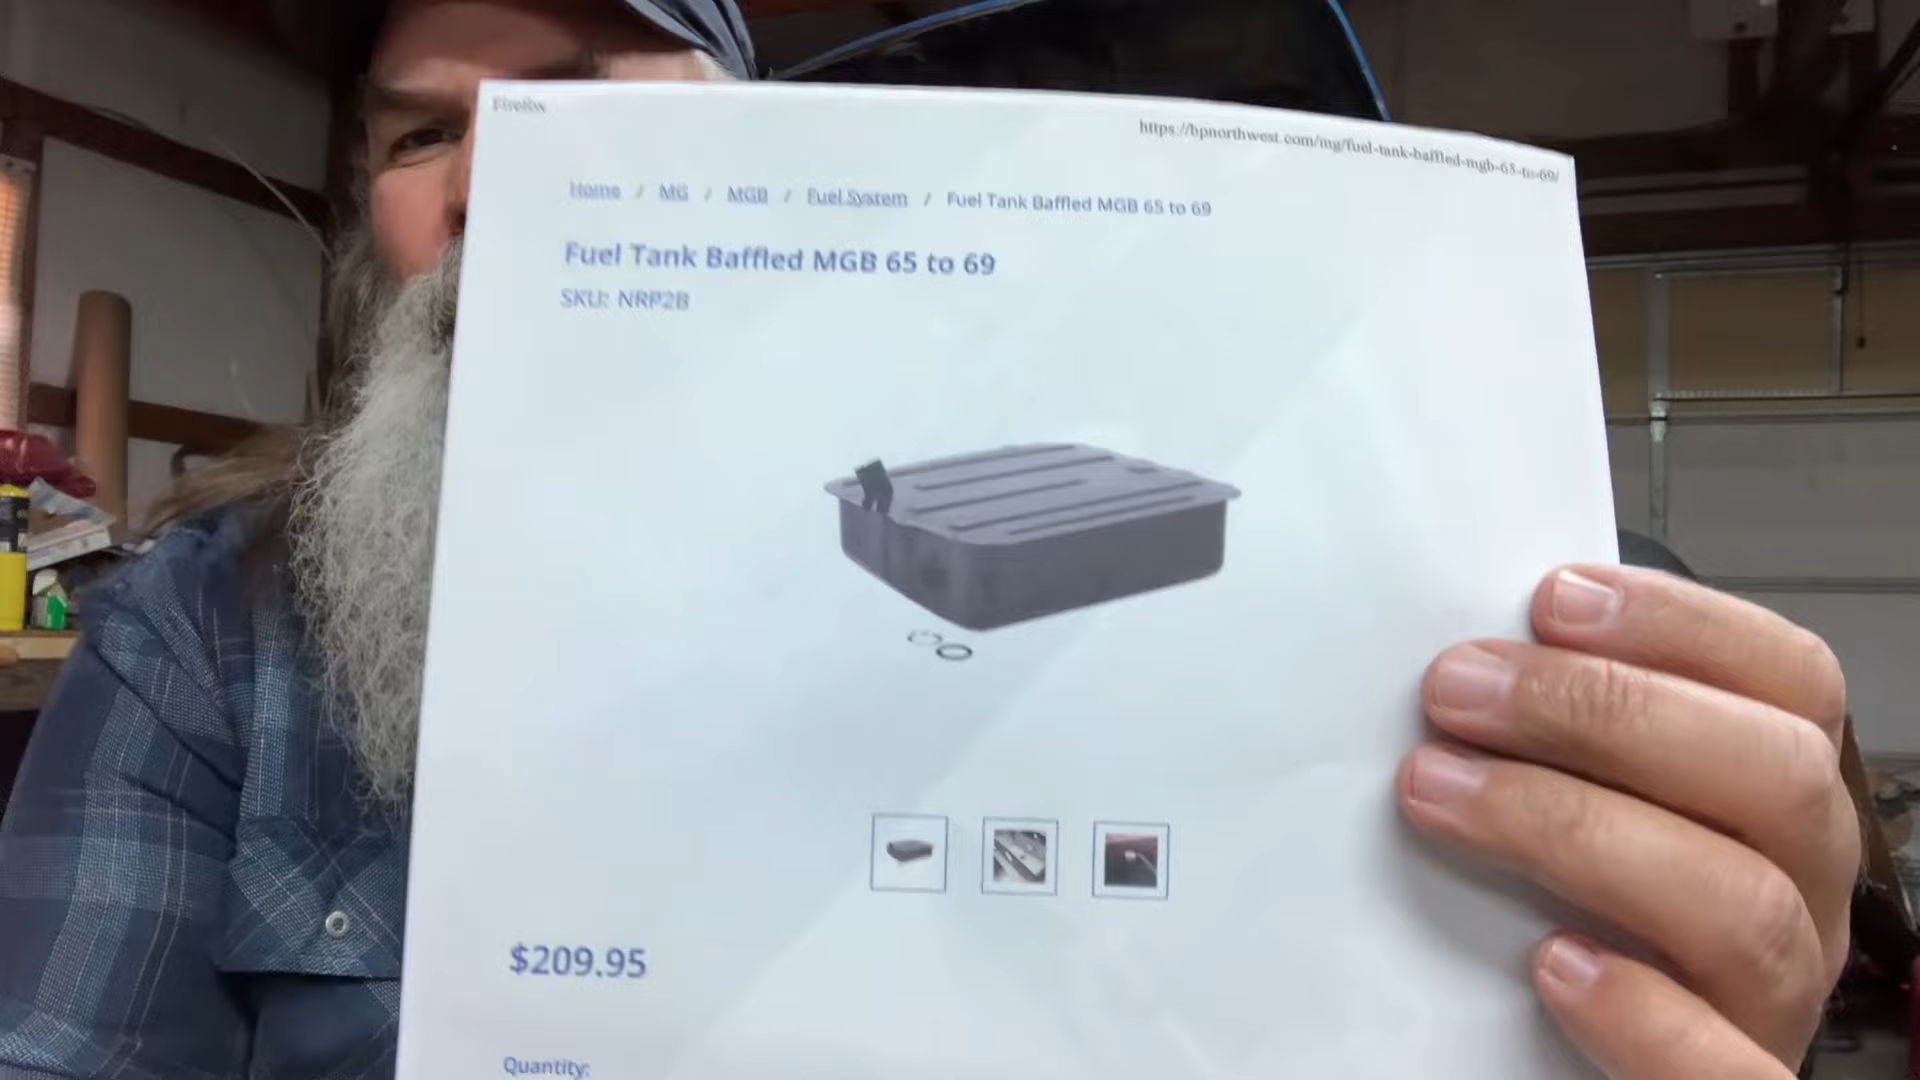 Firefox
https://bpnorthwest.com/mg/fuel-tank-baffled-mgb-65-to-69/
Home / MG / MGB / Fuel System / Fuel Tank Baffled MGB 65 to 69
Fuel Tank Baffled MGB 65 to 69
SKU: NRP2B
$209.95
Quantity: